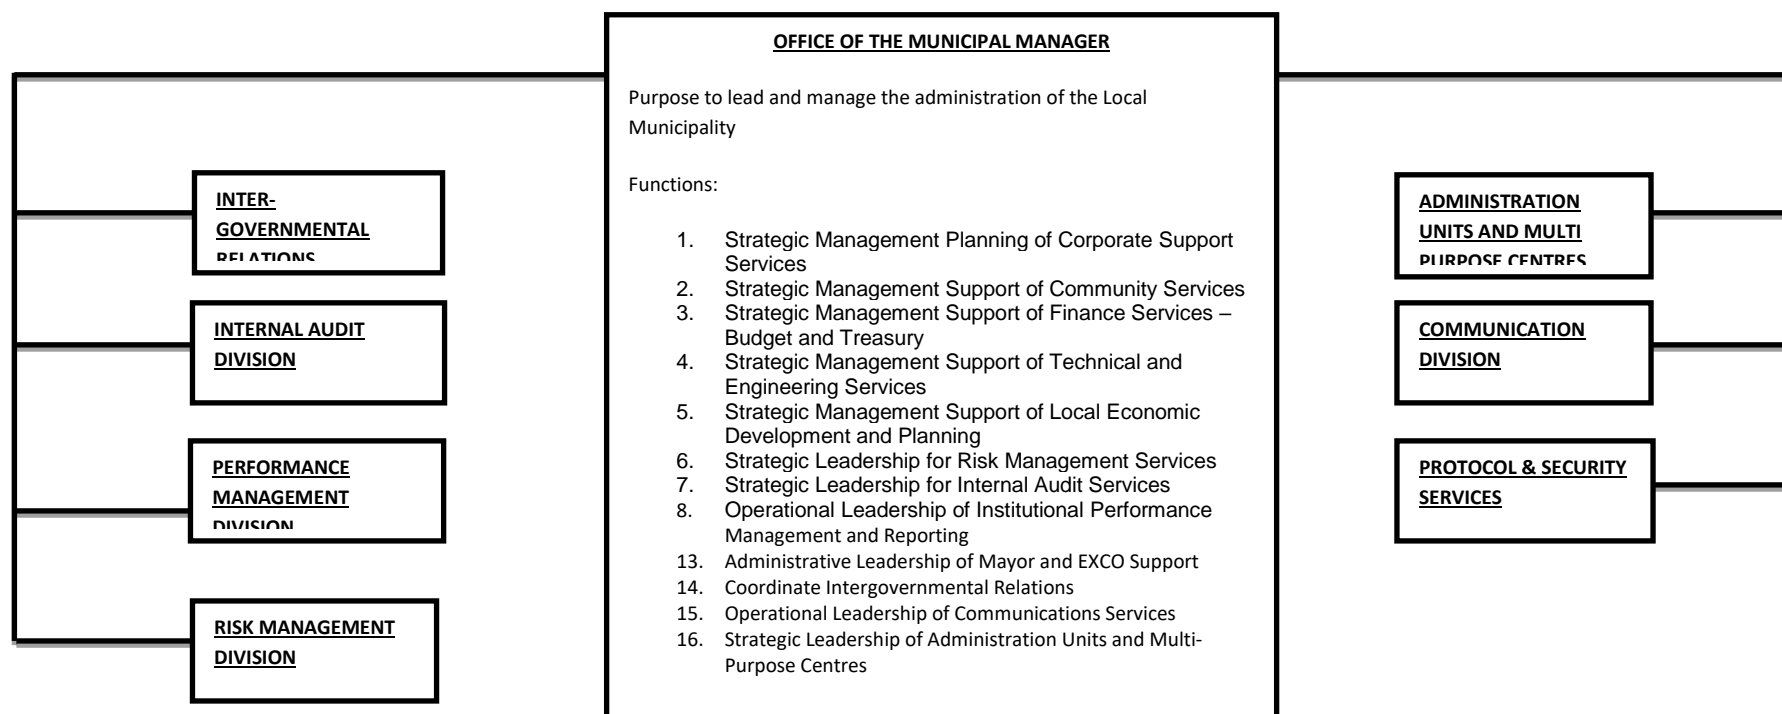 OFFICE OF THE MUNICIPAL MANAGER
Purpose to lead and manage the administration of the Local
Municipality
Functions:
1. Strategic Management Planning of Corporate Support
Services
2. Strategic Management Support of Community Services
3. Strategic Management Support of Finance Services –
Budget and Treasury
4. Strategic Management Support of Technical and
Engineering Services
5. Strategic Management Support of Local Economic
Development and Planning
6. Strategic Leadership for Risk Management Services
7. Strategic Leadership for Internal Audit Services
8. Operational Leadership of Institutional Performance
Management and Reporting
13. Administrative Leadership of Mayor and EXCO Support
14. Coordinate Intergovernmental Relations
15. Operational Leadership of Communications Services
16. Strategic Leadership of Administration Units and Multi-
Purpose Centres
INTER-
GOVERNMENTAL
RELATIONS
INTERNAL AUDIT
DIVISION
PERFORMANCE
MANAGEMENT
DIVISION
RISK MANAGEMENT
DIVISION
ADMINISTRATION
UNITS AND MULTI
PURPOSE CENTRES
COMMUNICATION
DIVISION
PROTOCOL & SECURITY
SERVICES